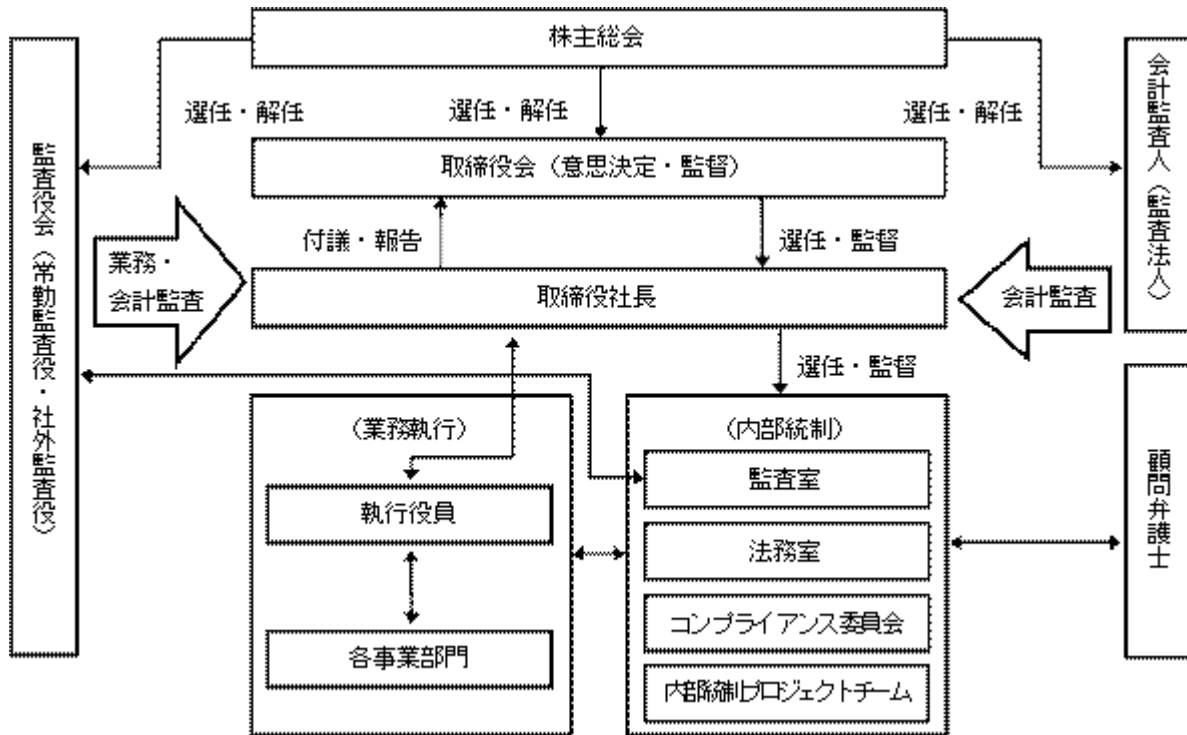 株主総会
選任・解任
選任・解任
選任・解任
監査役会(常勤監査役・社外監査役)
会計監査人(監査法人)
取締役会(意思決定・監督)
付議・報告
選任・監督
業務・
会計監査
取締役社長
会計監査
選任・監督
(業務執行)
執行役員
各事業部門
(内部統制)
監査室
法務室
コンプライアンス委員会
内部統制プロジェクトチーム
顧問弁護士